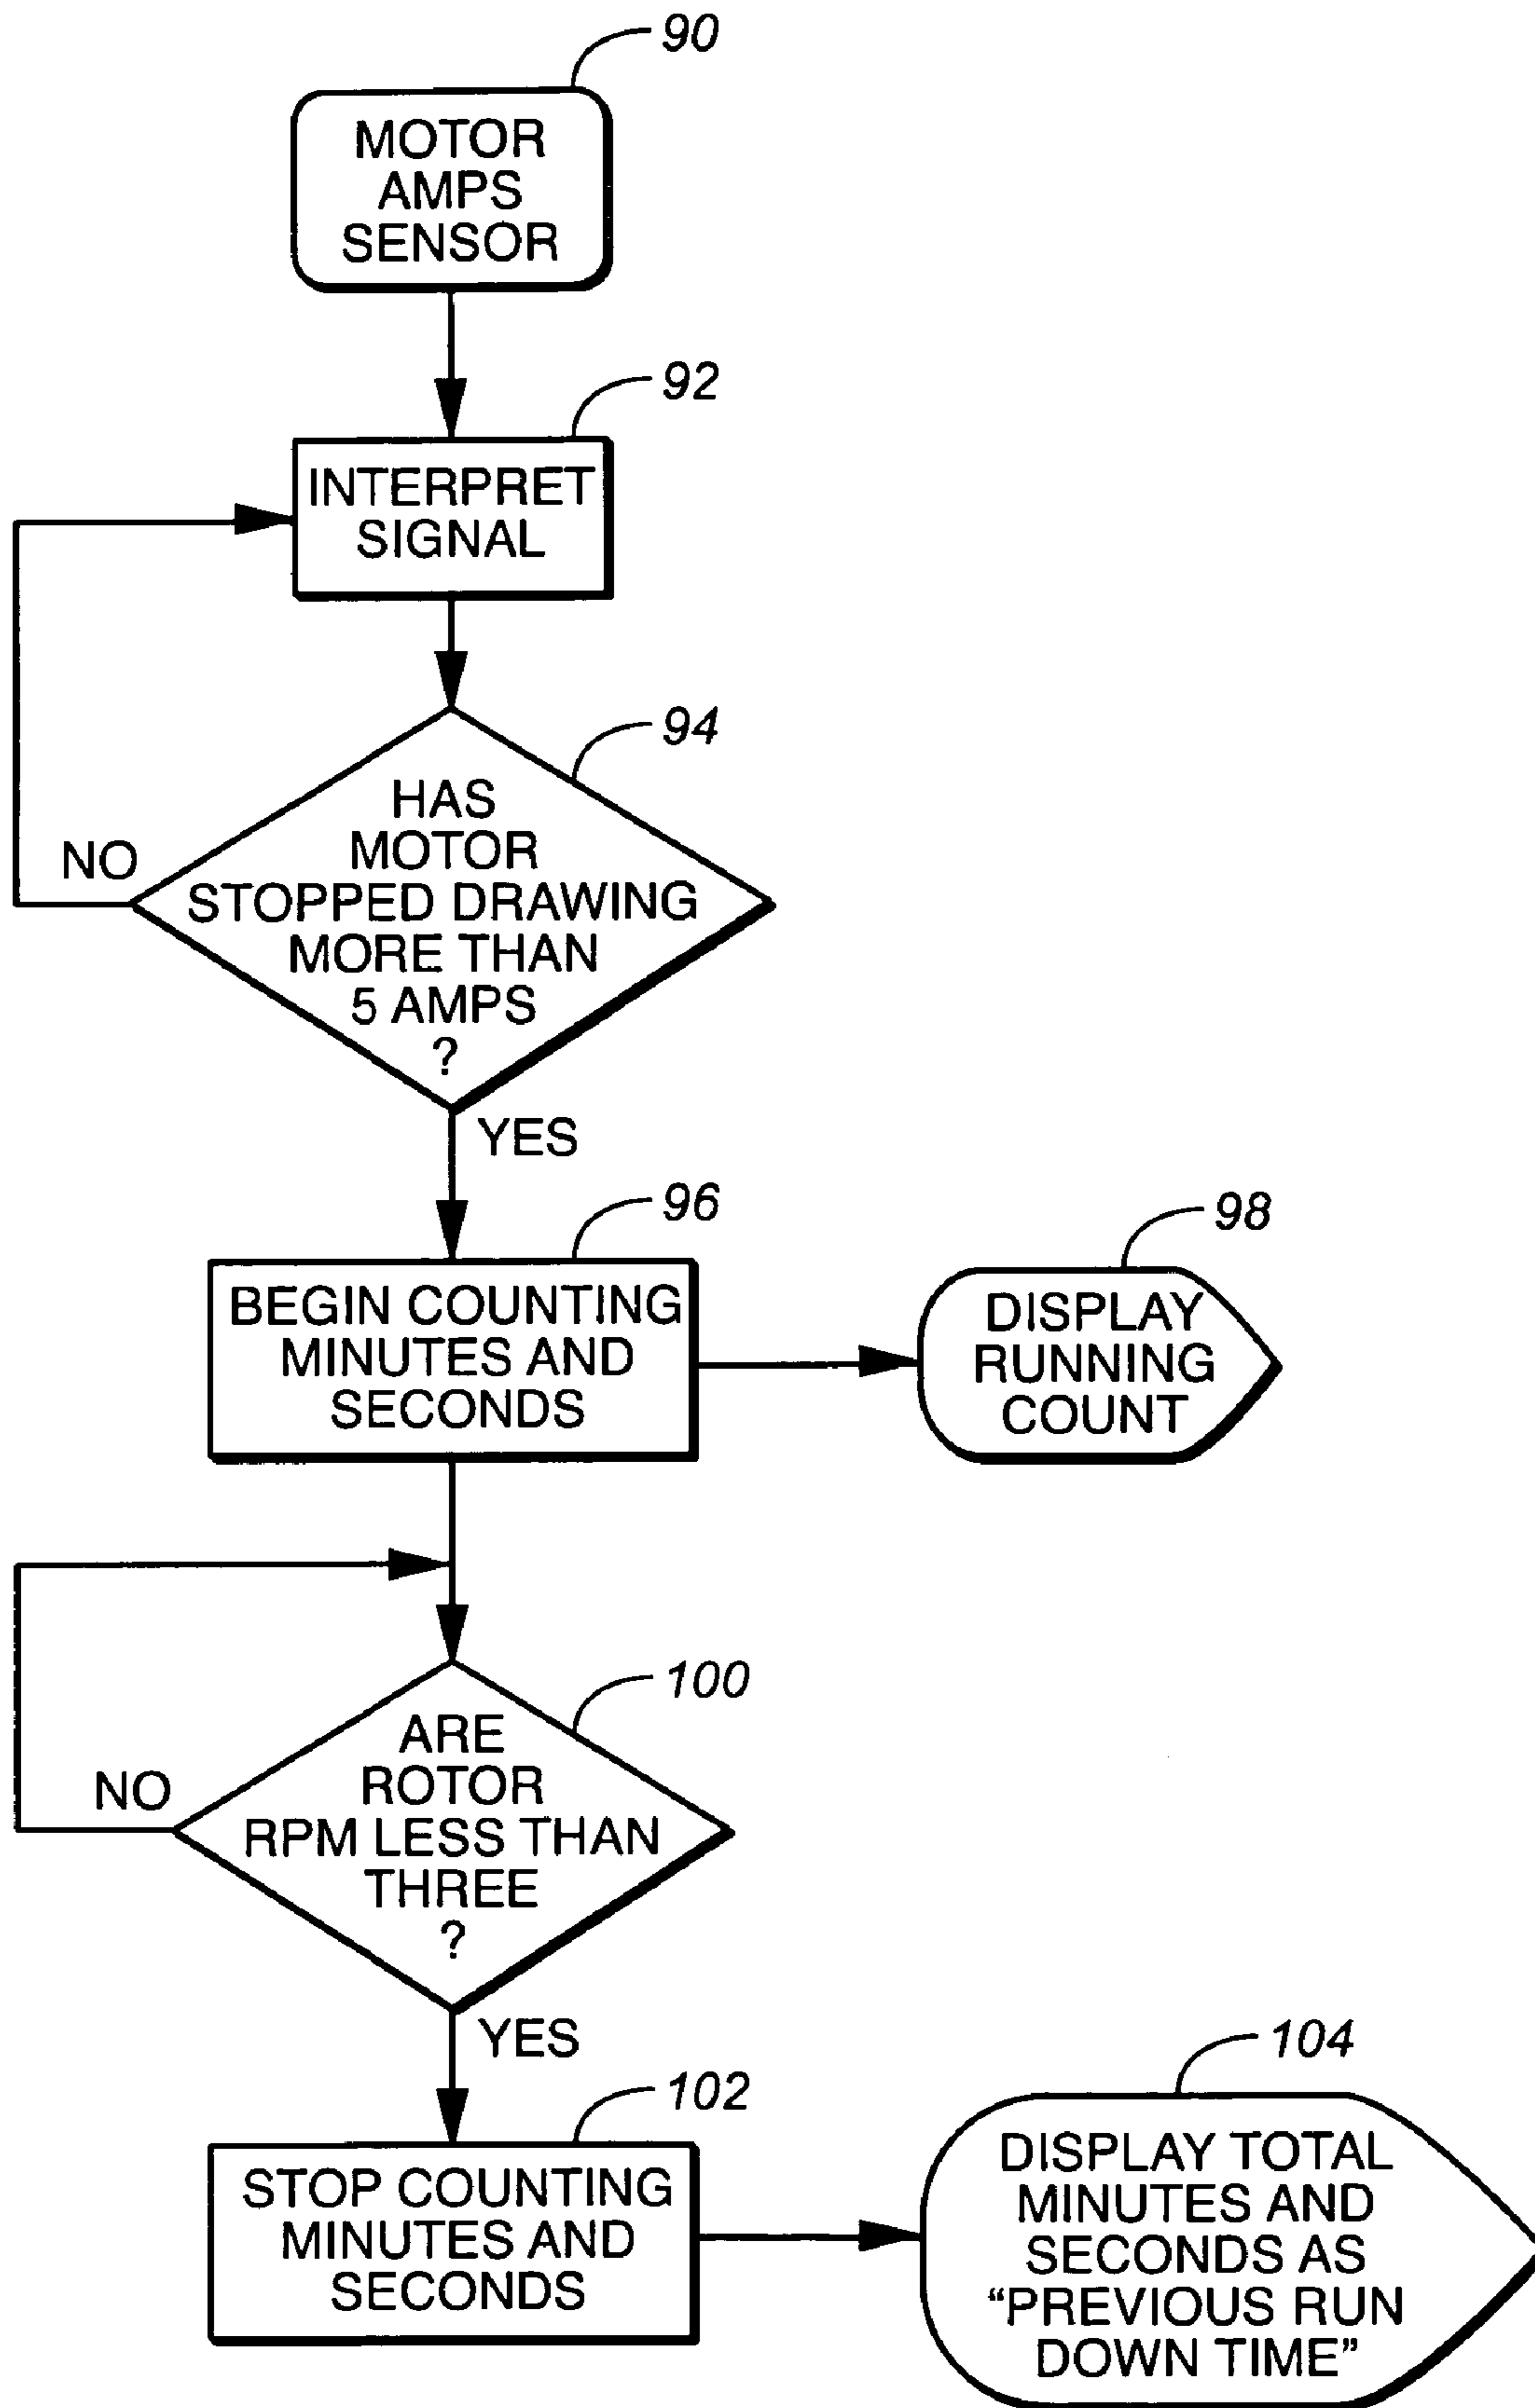 90
MOTOR
AMPS
SENSOR
92
INTERPRET
SIGNAL
94
HAS
MOTOR
STOPPED DRAWING
MORE THAN
5 AMPS
?
NO
YES
96
BEGIN COUNTING
MINUTES AND
SECONDS
98
DISPLAY
RUNNING
COUNT
100
ARE
ROTOR
RPM LESS THAN
THREE
?
NO
YES
102
STOP COUNTING
MINUTES AND
SECONDS
104
DISPLAY TOTAL
MINUTES AND
SECONDS AS
“PREVIOUS RUN
DOWN TIME”